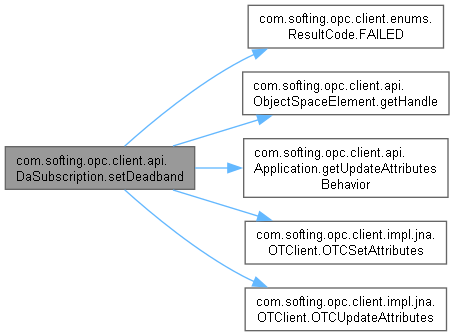 com.softing.opc.client.enums.
ResultCode.FAILED
com.softing.opc.client.api.
ObjectSpaceElement.getHandle
com.softing.opc.client.api.
DaSubscription.setDeadband
com.softing.opc.client.api.
Application.getUpdateAttributes
Behavior
com.softing.opc.client.impl.jna.
OTClient.OTCSetAttributes
com.softing.opc.client.impl.jna.
OTClient.OTCUpdateAttributes